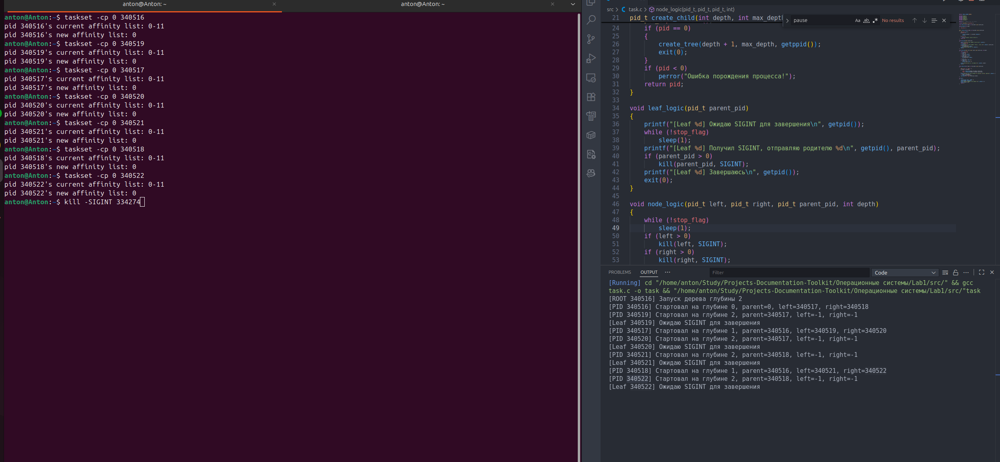 anton@Anton: ~
anton@Anton: ~
anton@Anton:~$ taskset -cp 0 340516
pid 340516's current affinity list: 0-11
pid 340516's new affinity list: 0
anton@Anton:~$ taskset -cp 0 340519
pid 340519's current affinity list: 0-11
pid 340519's new affinity list: 0
anton@Anton:~$ taskset -cp 0 340517
pid 340517's current affinity list: 0-11
pid 340517's new affinity list: 0
anton@Anton:~$ taskset -cp 0 340520
pid 340520's current affinity list: 0-11
pid 340520's new affinity list: 0
anton@Anton:~$ taskset -cp 0 340521
pid 340521's current affinity list: 0-11
pid 340521's new affinity list: 0
anton@Anton:~$ taskset -cp 0 340518
pid 340518's current affinity list: 0-11
pid 340518's new affinity list: 0
anton@Anton:~$ taskset -cp 0 340522
pid 340522's current affinity list: 0-11
pid 340522's new affinity list: 0
anton@Anton:~$ kill -SIGINT 334274
src > C task.c > node_logic(pid_t, pid_t, pid_t, int)
pause
Aa ab .* No results
21 pid_t create_child(int depth, int max_depth
24 if (pid == 0)
25 {
26 create_tree(depth + 1, max_depth, getppid());
27 exit(0);
28 }
29 if (pid < 0)
30 perror("Ошибка порождения процесса!");
31 return pid;
32 }
33
34 void leaf_logic(pid_t parent_pid)
35 {
36 printf("[Leaf %d] Ожидаю SIGINT для завершения\n", getpid());
37 while (!stop_flag)
38 sleep(1);
39 printf("[Leaf %d] Получил SIGINT, отправляю родителю %d\n", getpid(), parent_pid);
40 if (parent_pid > 0)
41 kill(parent_pid, SIGINT);
42 printf("[Leaf %d] Завершаюсь\n", getpid());
43 exit(0);
44 }
45
46 void node_logic(pid_t left, pid_t right, pid_t parent_pid, int depth)
47 {
48 while (!stop_flag)
49 sleep(1);
50 if (left > 0)
51 kill(left, SIGINT);
52 if (right > 0)
53 kill(right, SIGINT);
PROBLEMS OUTPUT ··· Filter Code
[Running] cd "/home/anton/Study/Projects-Documentation-Toolkit/Операционные системы/Lab1/src/" && gcc
task.c -o task && "/home/anton/Study/Projects-Documentation-Toolkit/Операционные системы/Lab1/src/"task
[ROOT 340516] Запуск дерева глубины 2
[PID 340516] Стартовал на глубине 0, parent=0, left=340517, right=340518
[PID 340519] Стартовал на глубине 2, parent=340517, left=-1, right=-1
[Leaf 340519] Ожидаю SIGINT для завершения
[PID 340517] Стартовал на глубине 1, parent=340516, left=340519, right=340520
[PID 340520] Стартовал на глубине 2, parent=340517, left=-1, right=-1
[Leaf 340520] Ожидаю SIGINT для завершения
[PID 340521] Стартовал на глубине 2, parent=340518, left=-1, right=-1
[Leaf 340521] Ожидаю SIGINT для завершения
[PID 340518] Стартовал на глубине 1, parent=340516, left=340521, right=340522
[PID 340522] Стартовал на глубине 2, parent=340518, left=-1, right=-1
[Leaf 340522] Ожидаю SIGINT для завершения